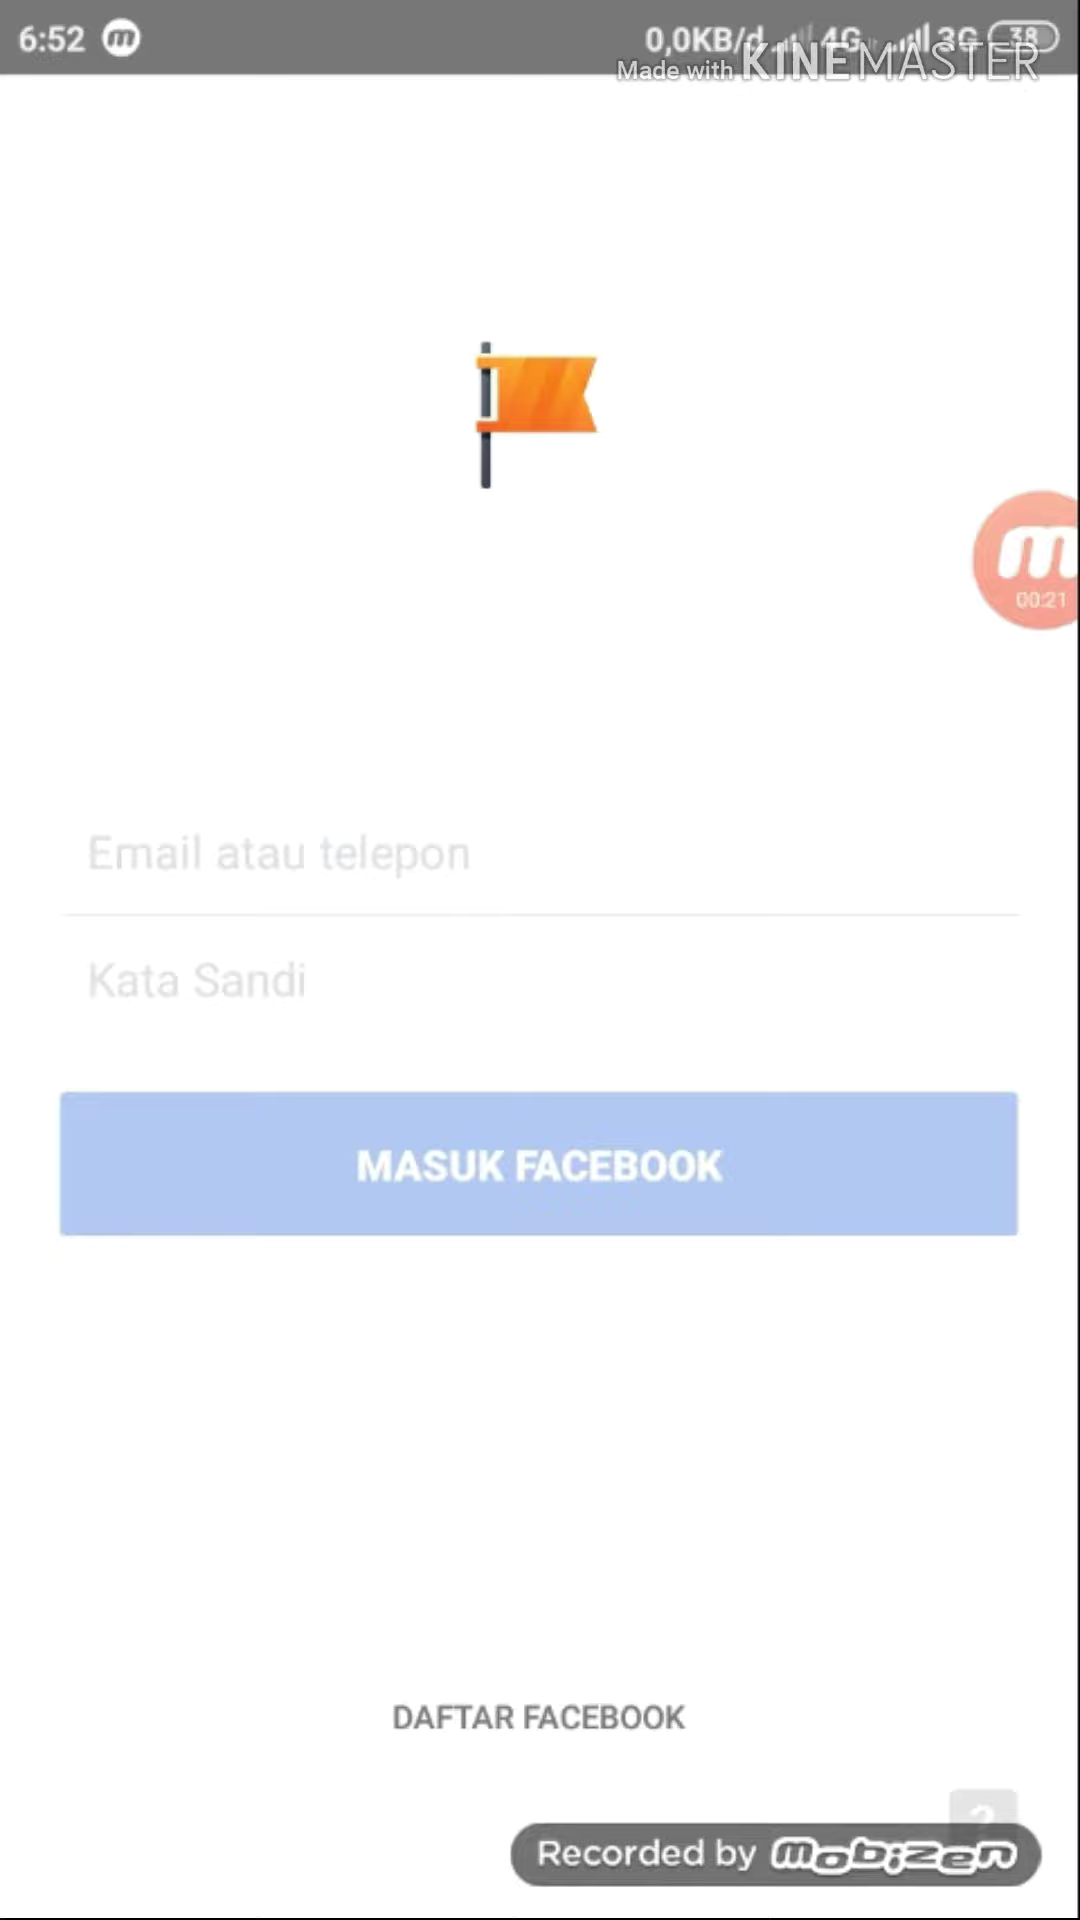 6:52 m 0,0KB/d 4G 3G 38
Made with KINEMASTER
m
00:21
Email atau telepon
Kata Sandi
MASUK FACEBOOK
DAFTAR FACEBOOK
?
Recorded by mobizen